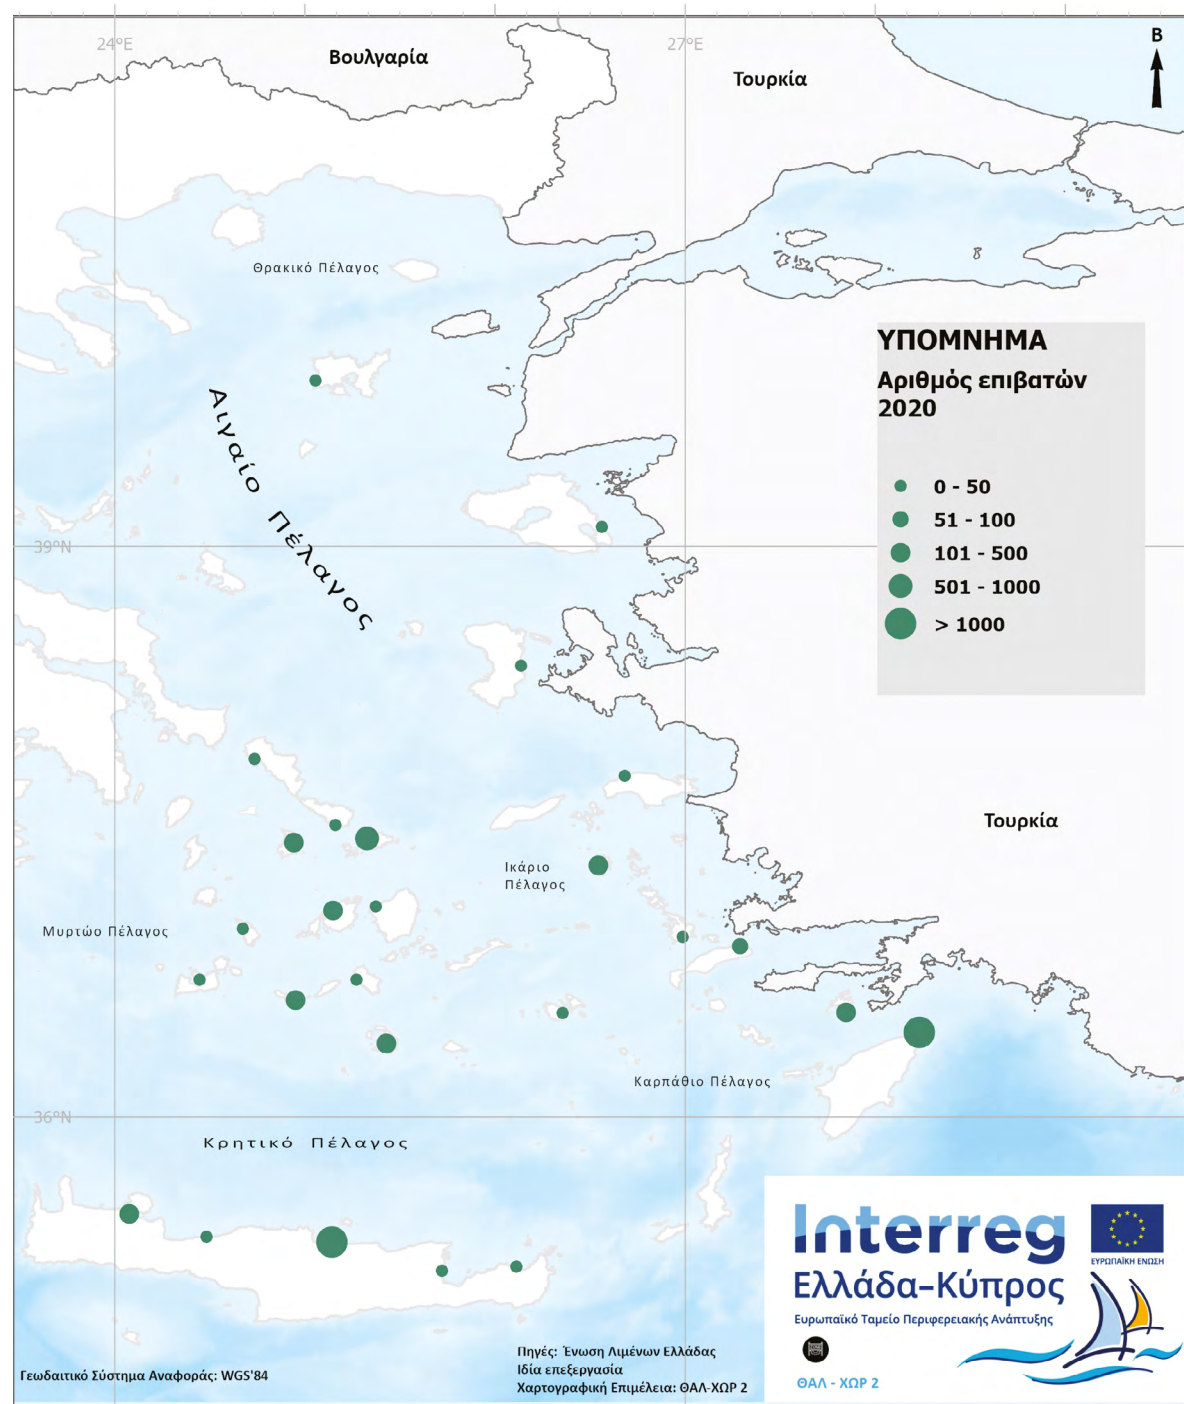 24°E
27°E
Βουλγαρία
Β
Τουρκία
Θρακικό Πέλαγος
ΥΠΟΜΝΗΜΑ
Αριθμός επιβατών
2020
0 - 50
51 - 100
101 - 500
501 - 1000
> 1000
Αιγαίο Πέλαγος
39°N
Τουρκία
Ικάριο
Πέλαγος
Μυρτώο Πέλαγος
Καρπάθιο Πέλαγος
36°N
Κρητικό Πέλαγος
Interreg
ΕΥΡΩΠΑΪΚΗ ΕΝΩΣΗ
Ελλάδα-Κύπρος
Ευρωπαϊκό Ταμείο Περιφερειακής Ανάπτυξης
ΘΑΛ - ΧΩΡ 2
Πηγές: Ένωση Λιμένων Ελλάδας
Ιδία επεξεργασία
Χαρτογραφική Επιμέλεια: ΘΑΛ-ΧΩΡ 2
Γεωδαιτικό Σύστημα Αναφοράς: WGS'84